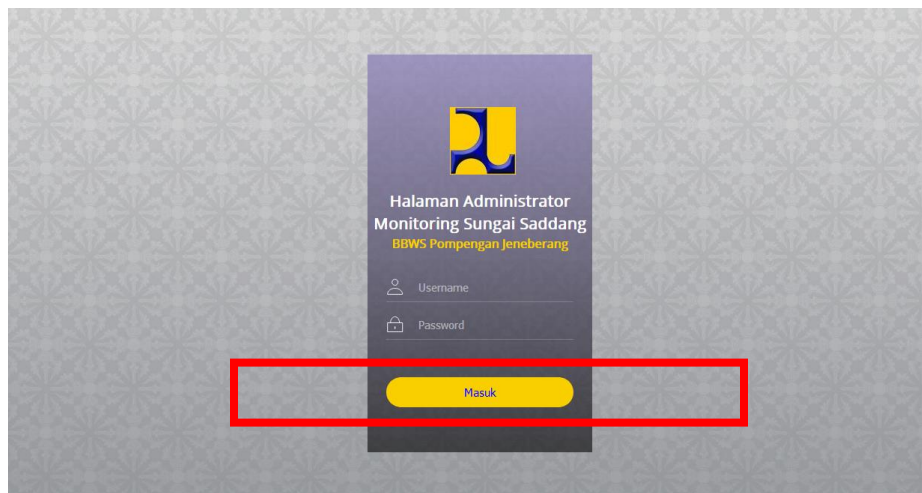 Halaman Administrator
Monitoring Sungai Saddang
BBWS Pompengan Jeneberang
Username
Password
Masuk